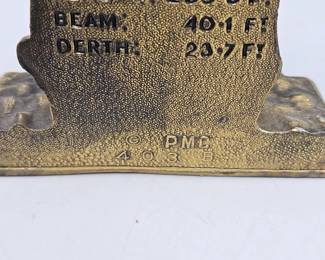 BEAM: 40·1 FT
DERTH: 23·7 FT
© PMC
403 B